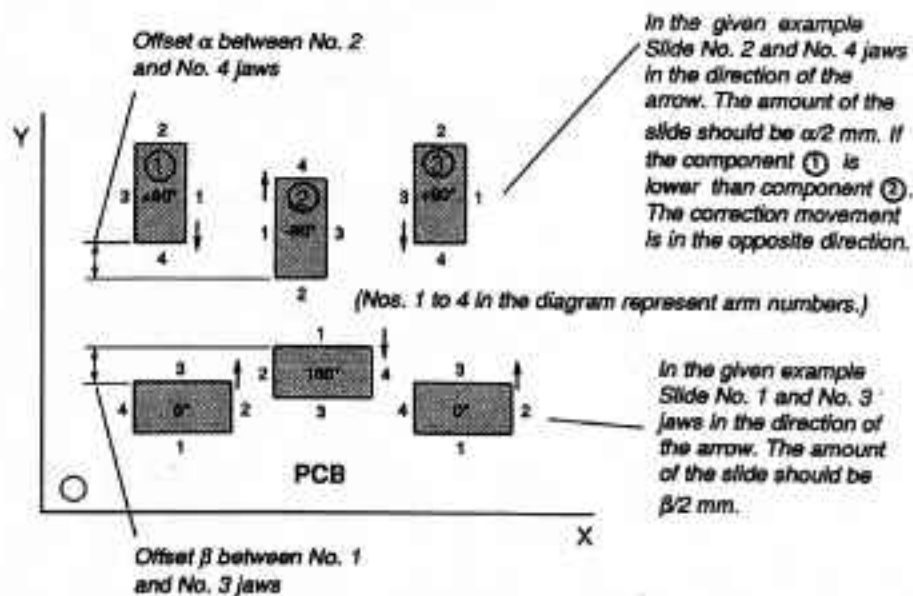 Offset α between No. 2
and No. 4 jaws
In the given example
Slide No. 2 and No. 4 jaws
in the direction of the
arrow. The amount of the
slide should be α/2 mm. If
the component ① is
lower than component ②.
The correction movement
is in the opposite direction.
Y
2
①
3 +90° 1
4
4
②
1 -90° 3
2
2
3 +90° 1
4
(Nos. 1 to 4 in the diagram represent arm numbers.)
3
4 0° 2
1
1
2 180° 4
3
3
4 0° 2
1
In the given example
Slide No. 1 and No. 3
jaws in the direction of
the arrow. The amount
of the slide should be
β/2 mm.
PCB
X
Offset β between No. 1
and No. 3 jaws